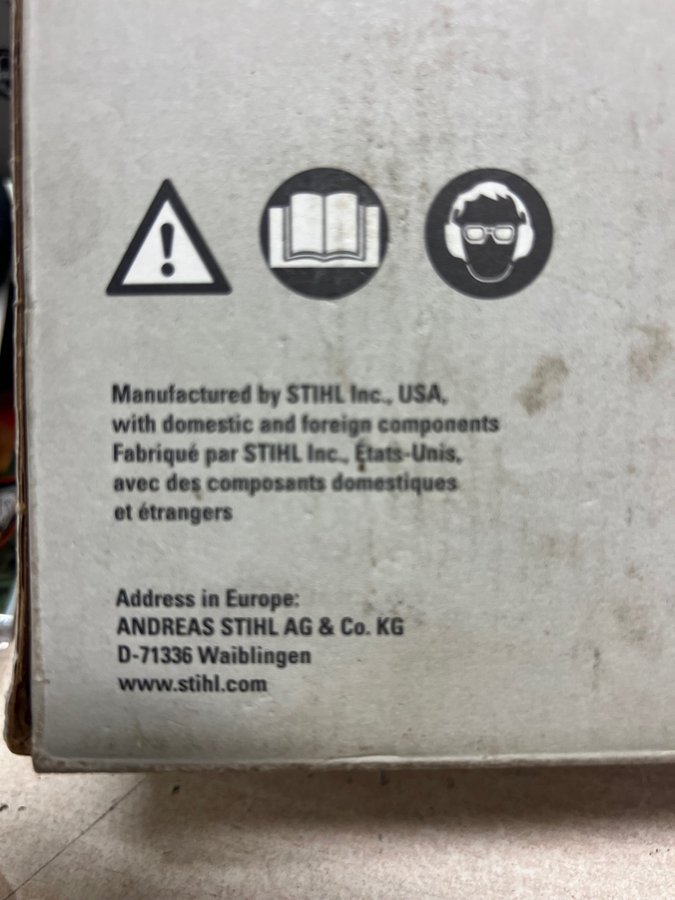 Manufactured by STIHL Inc., USA,
with domestic and foreign components
Fabriqué par STIHL Inc., États-Unis,
avec des composants domestiques
et étrangers
Address in Europe:
ANDREAS STIHL AG & Co. KG
D-71336 Waiblingen
www.stihl.com